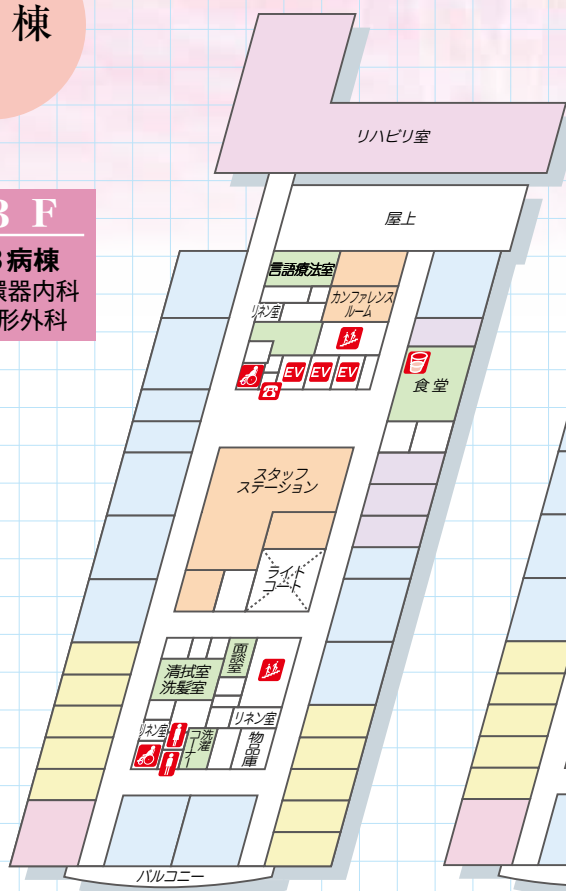 棟
3 F
病棟
環器内科
形外科
リハビリ室
屋上
言語療法室
カンファレンス
ルーム
リネン室
EV EV EV
食堂
スタッフ
ステーション
ライト
コート
面談室
清拭室
洗髪室
リネン室
リネン室
洗濯
コーナー
物品庫
バルコニー